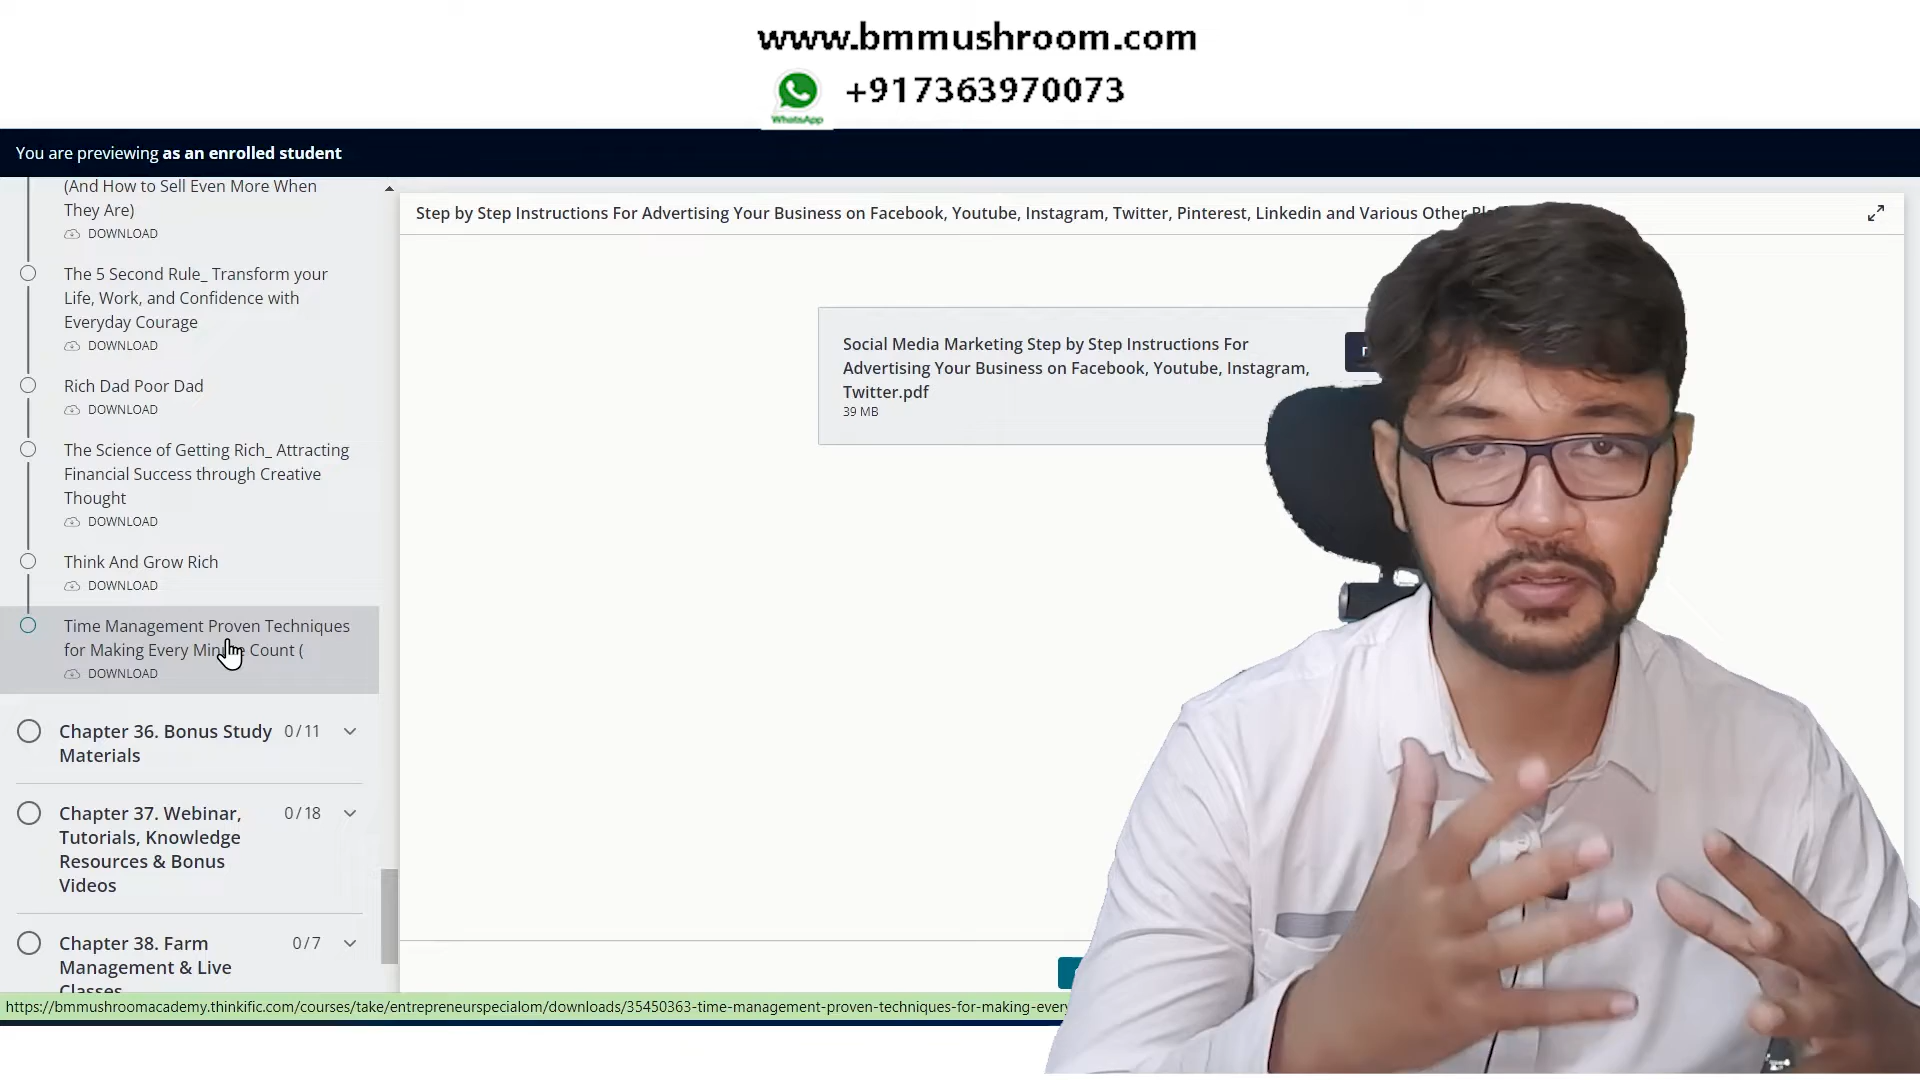 www.bmmushroom.com
WhatsApp
+917363970073
You are previewing as an enrolled student
(And How to Sell Even More When
They Are)
DOWNLOAD
The 5 Second Rule_ Transform your
Life, Work, and Confidence with
Everyday Courage
DOWNLOAD
Rich Dad Poor Dad
DOWNLOAD
The Science of Getting Rich_ Attracting
Financial Success through Creative
Thought
DOWNLOAD
Think And Grow Rich
DOWNLOAD
Time Management Proven Techniques
for Making Every Minute Count (
DOWNLOAD
Chapter 36. Bonus Study 0/11
Materials
Chapter 37. Webinar, 0/18
Tutorials, Knowledge
Resources & Bonus
Videos
Chapter 38. Farm 0/7
Management & Live
Classes
Step by Step Instructions For Advertising Your Business on Facebook, Youtube, Instagram, Twitter, Pinterest, Linkedin and Various Other
Social Media Marketing Step by Step Instructions For
Advertising Your Business on Facebook, Youtube, Instagram,
Twitter.pdf
39 MB
https://bmmushroomacademy.thinkific.com/courses/take/entrepreneurspecialom/downloads/35450363-time-management-proven-techniques-for-making-every